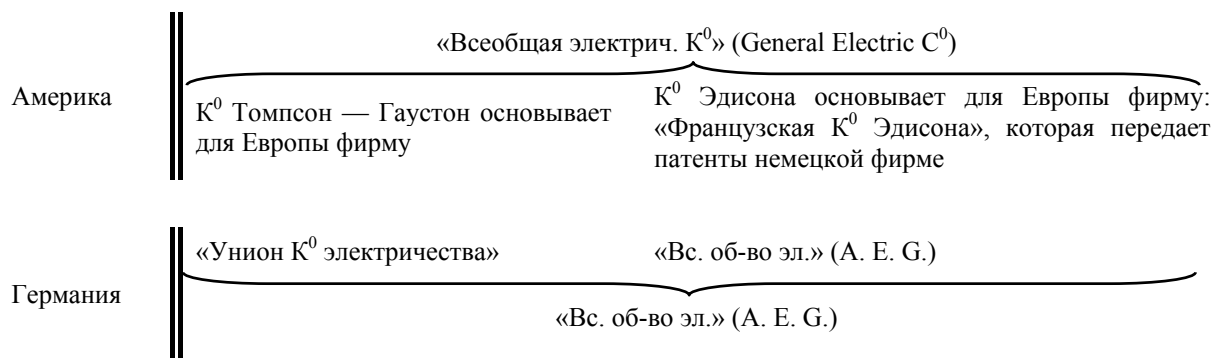 «Всеобщая электрич. К⁰» (General Electric C⁰)
Америка
К⁰ Томпсон — Гаустон основывает
для Европы фирму
К⁰ Эдисона основывает для Европы фирму:
«Французская К⁰ Эдисона», которая передает
патенты немецкой фирме
Германия
«Унион К⁰ электричества»
«Вс. об-во эл.» (A. E. G.)
«Вс. об-во эл.» (A. E. G.)